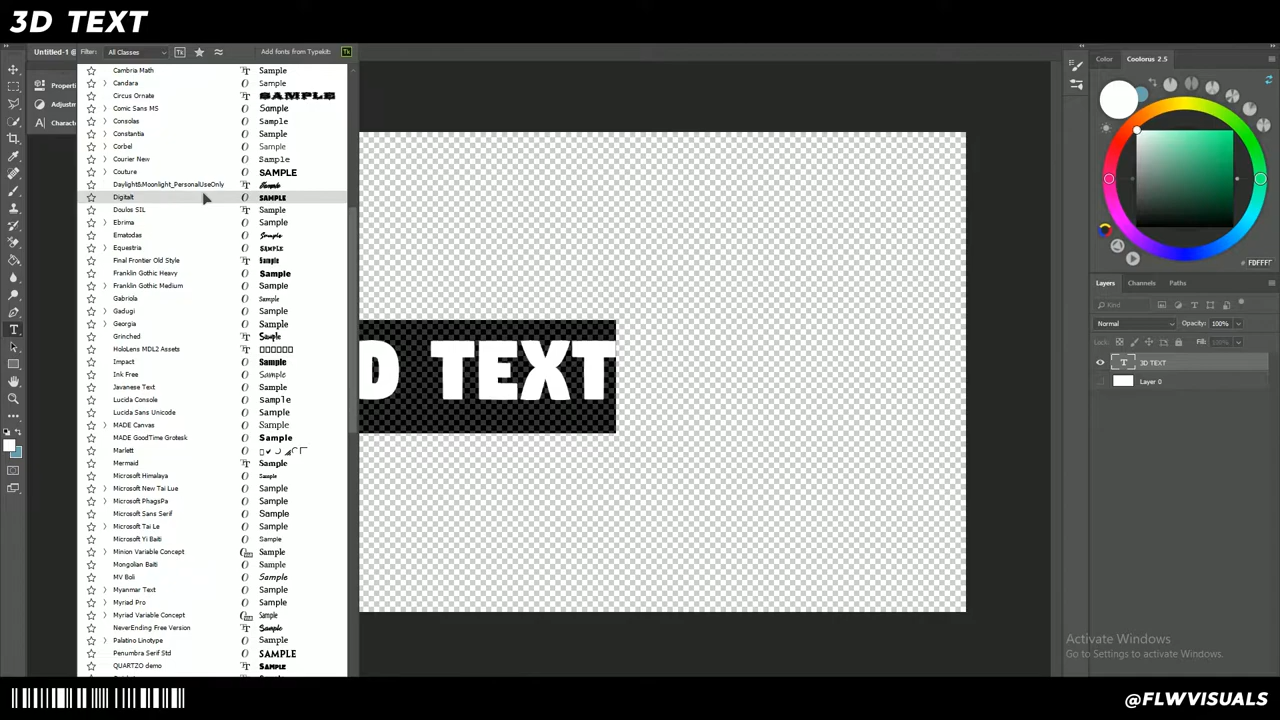 3D TEXT
Untitled-1 @
Filter:
All Classes
Tk
Add fonts from Typekit:
Tk
Cambria Math
Sample
Candara
Sample
Circus Ornate
SAMPLE
Comic Sans MS
Sample
Consolas
Sample
Constantia
Sample
Corbel
Sample
Courier New
Sample
Couture
SAMPLE
Daylight&Moonlight_PersonalUseOnly
Sample
Digitalt
SAMPLE
Doulos SIL
Sample
Ebrima
Sample
Ematodas
Sample
Equestria
SAMPLE
Final Frontier Old Style
Sample
Franklin Gothic Heavy
Sample
Franklin Gothic Medium
Sample
Gabriola
Sample
Gadugi
Sample
Georgia
Sample
Grinched
Sample
HoloLens MDL2 Assets
Impact
Sample
Ink Free
Sample
Javanese Text
Sample
Lucida Console
Sample
Lucida Sans Unicode
Sample
MADE Canvas
Sample
MADE GoodTime Grotesk
Sample
Marlett
Mermaid
Sample
Microsoft Himalaya
Sample
Microsoft New Tai Lue
Sample
Microsoft PhagsPa
Sample
Microsoft Sans Serif
Sample
Microsoft Tai Le
Sample
Microsoft Yi Baiti
Sample
Minion Variable Concept
Sample
Mongolian Baiti
Sample
MV Boli
Sample
Myanmar Text
Sample
Myriad Pro
Sample
Myriad Variable Concept
Sample
NeverEnding Free Version
Sample
Palatino Linotype
Sample
Penumbra Serif Std
SAMPLE
QUARTZO demo
SAMPLE
Properti
Adjustm
Characte
D TEXT
Color
Coolorus 2.5
FDFFFT
Layers
Channels
Paths
Kind
Normal
Opacity: 100%
Lock:
Fill: 100%
3D TEXT
Layer 0
Activate Windows
Go to Settings to activate Windows.
@FLWVISUALS